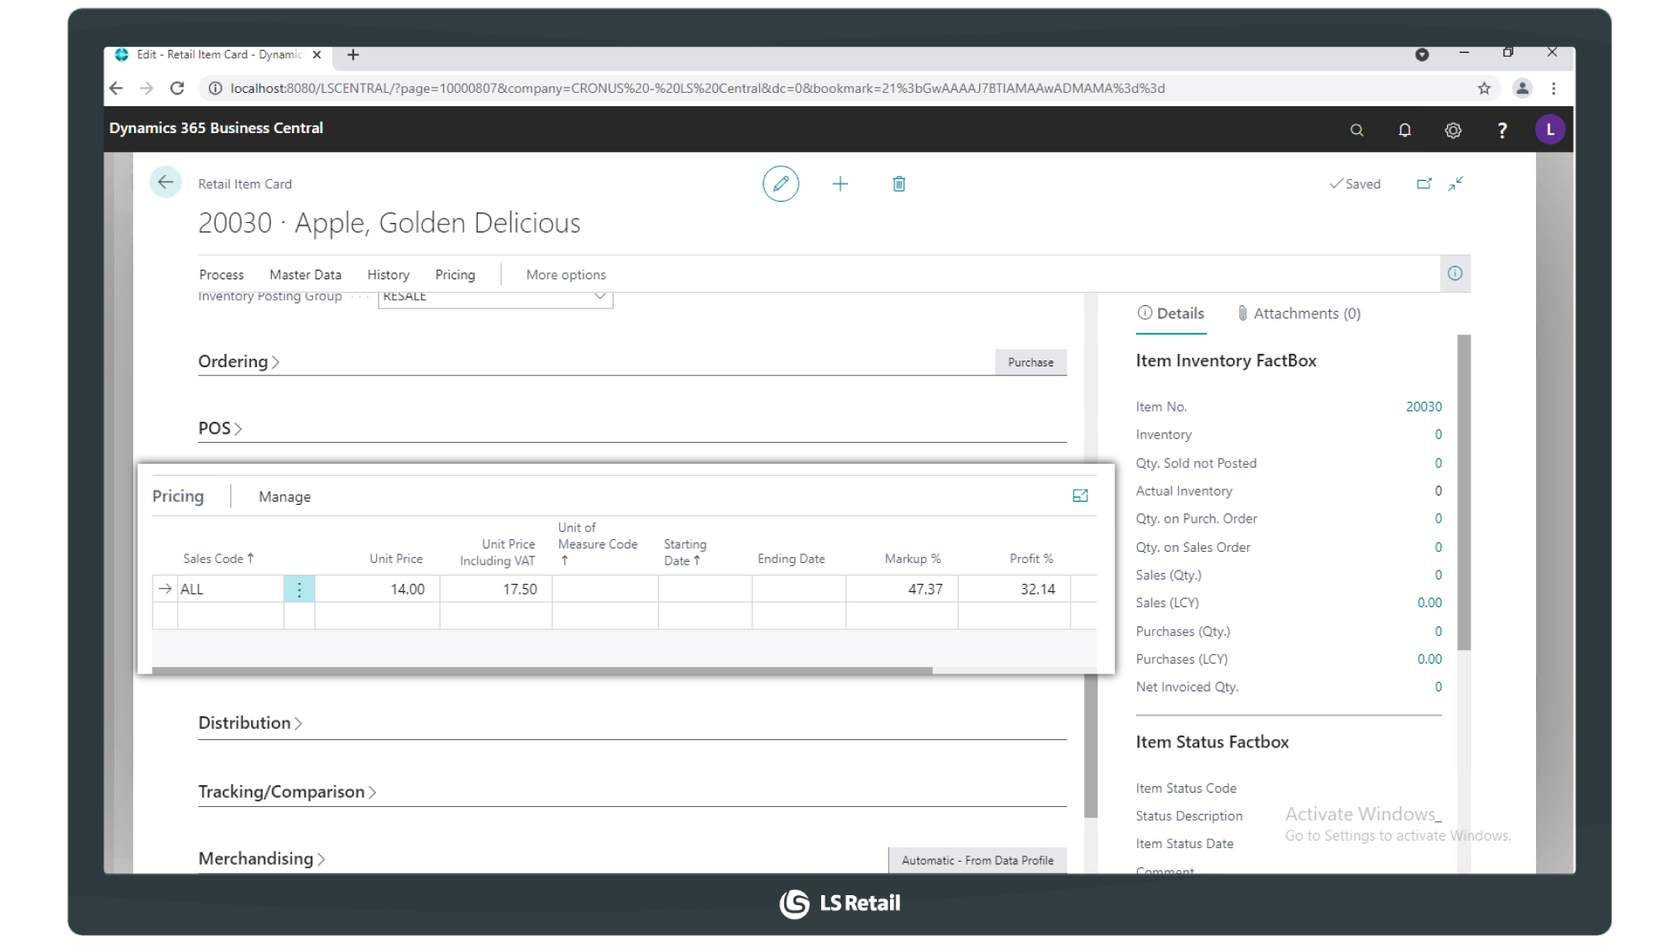 Edit - Retail Item Card - Dynamic
localhost:8080/LSCENTRAL/?page=10000807&company=CRONUS%20-%20LS%20Central&dc=0&bookmark=21%3bGwAAAAJ7BTIAMAAwADMAMA%3d%3d
Dynamics 365 Business Central
?
L
Retail Item Card
Saved
20030 · Apple, Golden Delicious
Process Master Data History Pricing More options
Inventory Posting Group RESALE
Ordering
Purchase
POS
Pricing Manage
Sales Code ↑ Unit Price Unit Price Including VAT Unit of Measure Code ↑ Starting Date ↑ Ending Date Markup % Profit %
→ ALL 14.00 17.50 47.37 32.14
Distribution
Tracking/Comparison
Merchandising
Automatic - From Data Profile
Details Attachments (0)
Item Inventory FactBox
Item No. 20030
Inventory 0
Qty. Sold not Posted 0
Actual Inventory 0
Qty. on Purch. Order 0
Qty. on Sales Order 0
Sales (Qty.) 0
Sales (LCY) 0.00
Purchases (Qty.) 0
Purchases (LCY) 0.00
Net Invoiced Qty. 0
Item Status Factbox
Item Status Code
Status Description _
Item Status Date
Comment
Activate Windows
Go to Settings to activate Windows.
LS Retail